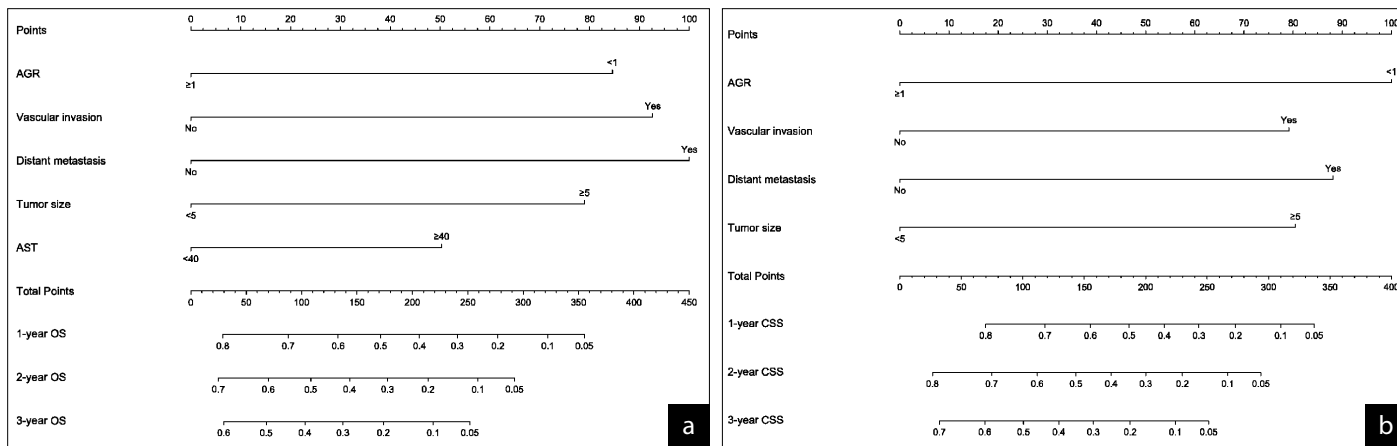 Points
0 10 20 30 40 50 60 70 80 90 100
AGR
<1
≥1
Vascular invasion
Yes
No
Distant metastasis
Yes
No
Tumor size
≥5
<5
AST
≥40
<40
Total Points
0 50 100 150 200 250 300 350 400 450
1-year OS
0.8 0.7 0.6 0.5 0.4 0.3 0.2 0.1 0.05
2-year OS
0.7 0.6 0.5 0.4 0.3 0.2 0.1 0.05
3-year OS
0.6 0.5 0.4 0.3 0.2 0.1 0.05
a
Points
0 10 20 30 40 50 60 70 80 90 100
AGR
<1
≥1
Vascular invasion
Yes
No
Distant metastasis
Yes
No
Tumor size
≥5
<5
Total Points
0 50 100 150 200 250 300 350 400
1-year CSS
0.8 0.7 0.6 0.5 0.4 0.3 0.2 0.1 0.05
2-year CSS
0.8 0.7 0.6 0.5 0.4 0.3 0.2 0.1 0.05
3-year CSS
0.7 0.6 0.5 0.4 0.3 0.2 0.1 0.05
b